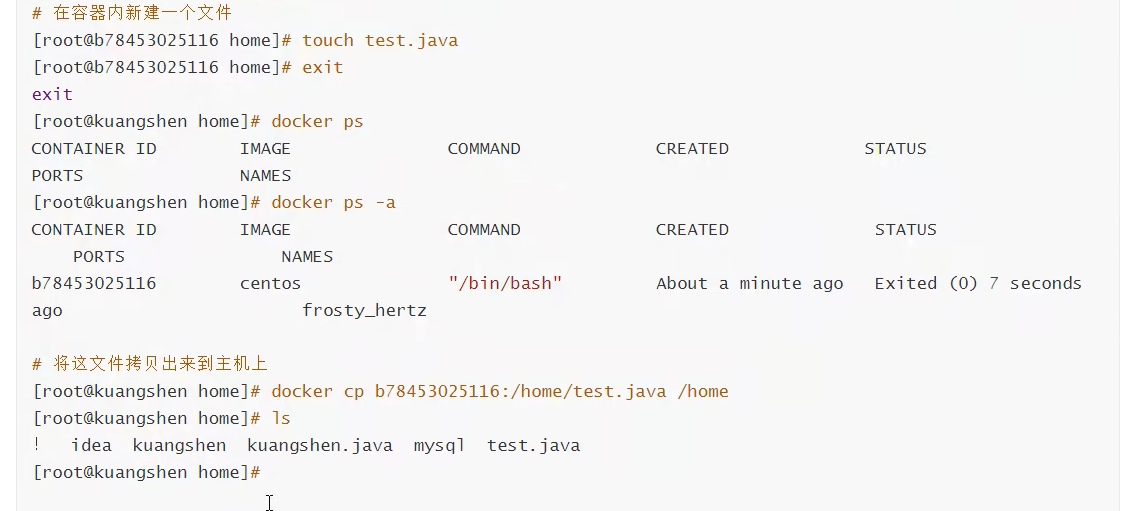 # 在容器内新建一个文件
[root@b78453025116 home]# touch test.java
[root@b78453025116 home]# exit
exit
[root@kuangshen home]# docker ps
CONTAINER ID        IMAGE               COMMAND             CREATED             STATUS
PORTS               NAMES
[root@kuangshen home]# docker ps -a
CONTAINER ID        IMAGE               COMMAND             CREATED              STATUS
    PORTS               NAMES
b78453025116        centos              "/bin/bash"         About a minute ago   Exited (0) 7 seconds
ago                       frosty_hertz
# 将这文件拷贝出来到主机上
[root@kuangshen home]# docker cp b78453025116:/home/test.java /home
[root@kuangshen home]# ls
!   idea  kuangshen  kuangshen.java  mysql  test.java
[root@kuangshen home]#